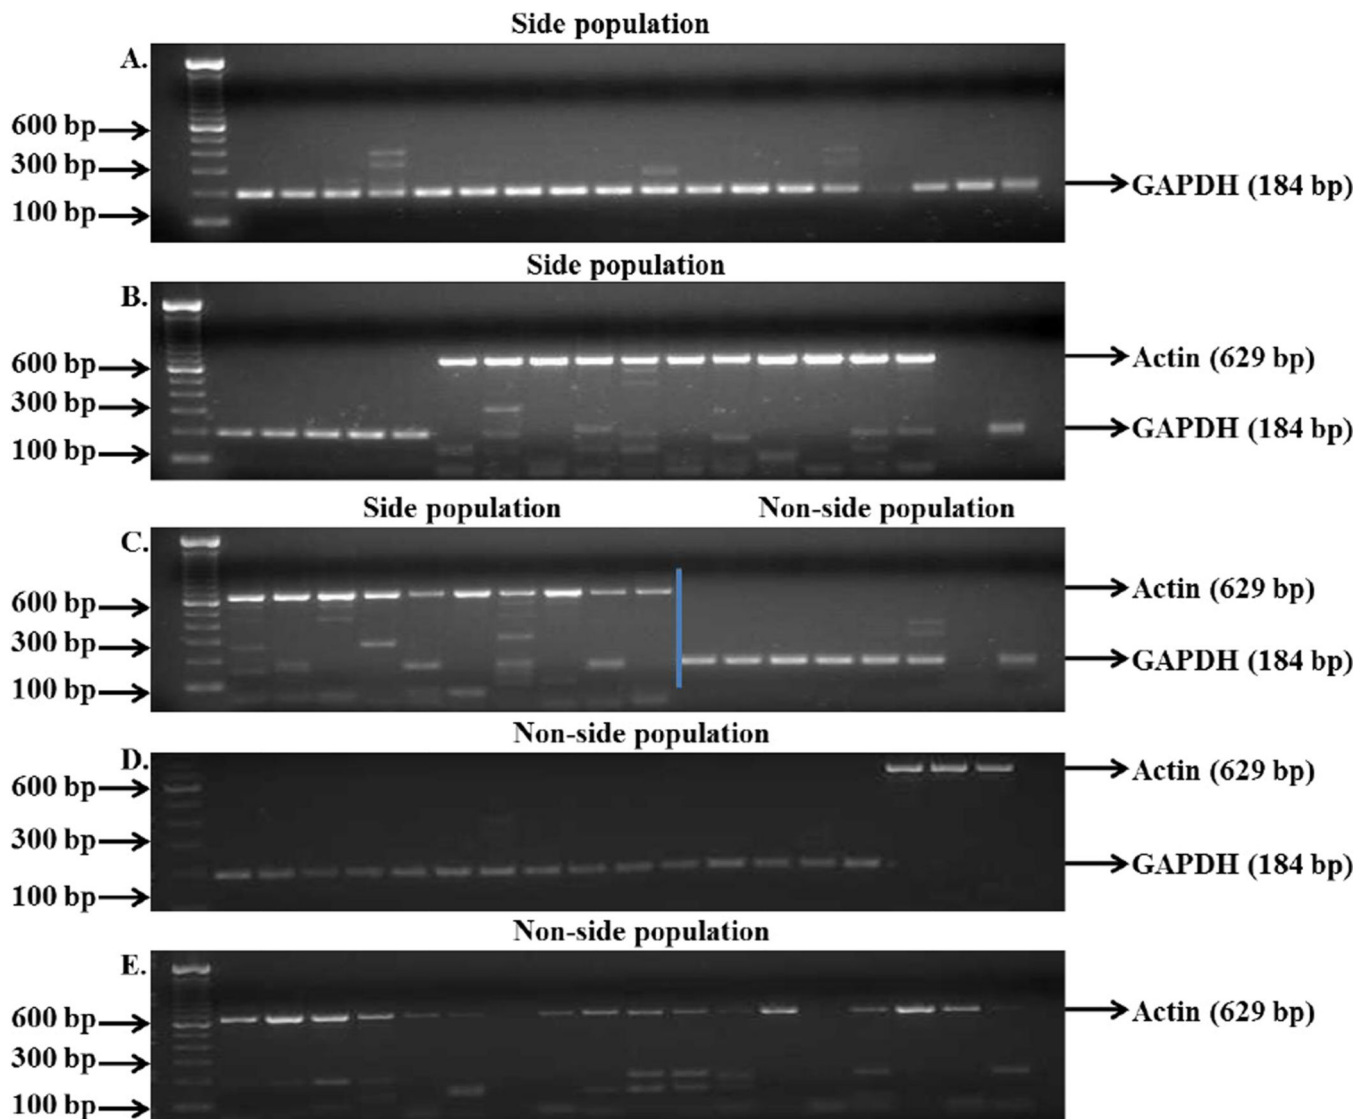 Side population
A.
600 bp
300 bp
100 bp
GAPDH (184 bp)
Side population
B.
600 bp
300 bp
100 bp
Actin (629 bp)
GAPDH (184 bp)
Side population
Non-side population
C.
600 bp
300 bp
100 bp
Actin (629 bp)
GAPDH (184 bp)
Non-side population
D.
600 bp
300 bp
100 bp
Actin (629 bp)
GAPDH (184 bp)
Non-side population
E.
600 bp
300 bp
100 bp
Actin (629 bp)